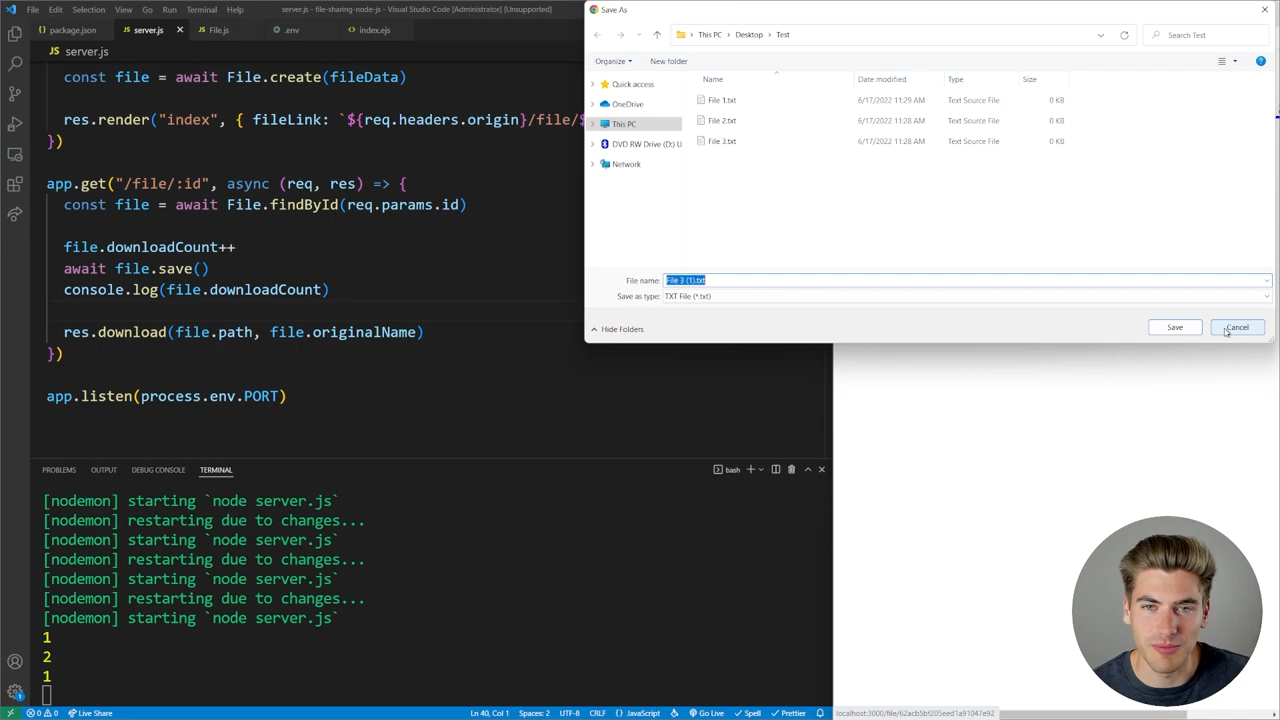 File Edit Selection View Go Run Terminal
server.js - file-sharing-node-js - Visual Studio Code [Administrator] [Unsupported]
package.json server.js File.js .env index.ejs
server.js
const file = await File.create(fileData)
res.render("index", { fileLink: `${req.headers.origin}/file/
})
app.get("/file/:id", async (req, res) => {
const file = await File.findById(req.params.id)
file.downloadCount++
await file.save()
console.log(file.downloadCount)
res.download(file.path, file.originalName)
})
app.listen(process.env.PORT)
PROBLEMS OUTPUT DEBUG CONSOLE TERMINAL
bash
[nodemon] starting `node server.js`
[nodemon] restarting due to changes...
[nodemon] starting `node server.js`
[nodemon] restarting due to changes...
[nodemon] starting `node server.js`
[nodemon] restarting due to changes...
[nodemon] starting `node server.js`
1
2
1
0 0 Live Share
Ln 40, Col 1 Spaces: 2 UTF-8 CRLF {} JavaScript Go Live Spell Prettier
Save As
This PC > Desktop > Test
Search Test
Organize New folder
Name Date modified Type Size
Quick access
OneDrive
This PC
DVD RW Drive (D:) U
Network
File 1.txt 6/17/2022 11:29 AM Text Source File 0 KB
File 2.txt 6/17/2022 11:28 AM Text Source File 0 KB
File 3.txt 6/17/2022 11:28 AM Text Source File 0 KB
File name: File 3 (1).txt
Save as type: TXT File (*.txt)
Hide Folders
Save Cancel
localhost:3000/file/62acb5bf205eed1a91047e92